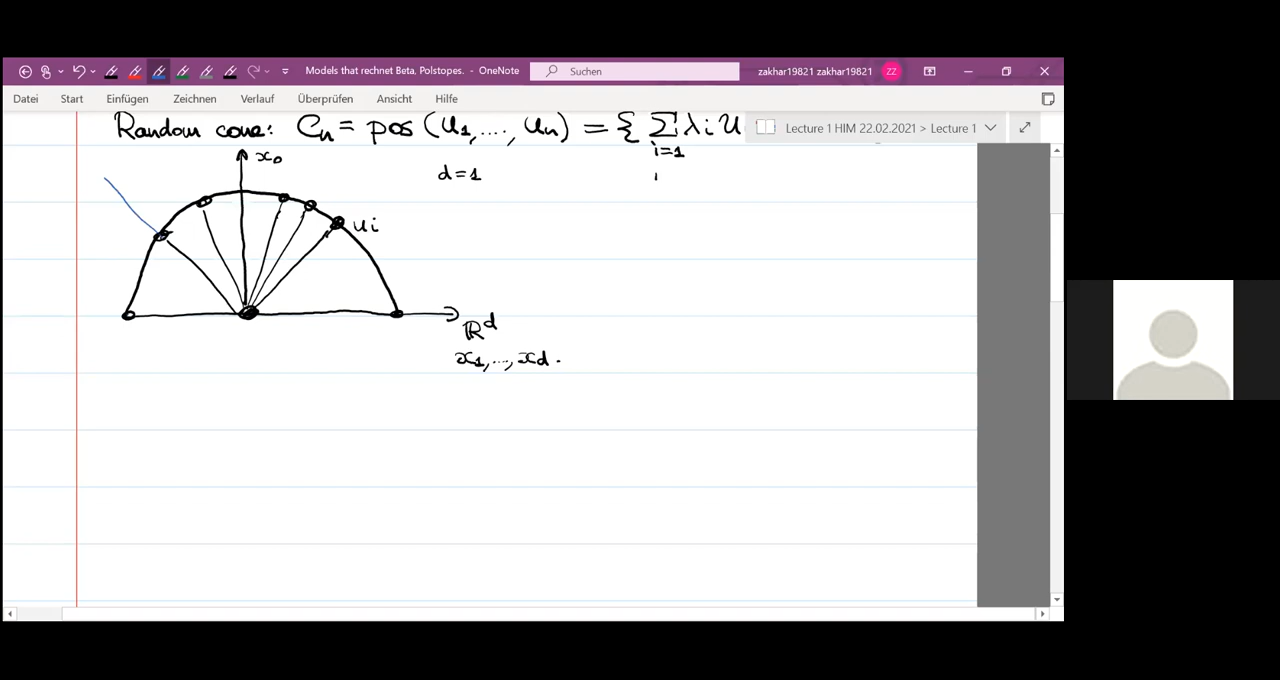 Models that rechnet Beta, Polstopes. - OneNote
Suchen
zakhar19821 zakhar19821
ZZ
Datei Start Einfügen Zeichnen Verlauf Überprüfen Ansicht Hilfe
Random cone: Cn = pos (U1,...., Un) = { Σ λi U
i=1
Lecture 1 HIM 22.02.2021 > Lecture 1
x0
d=1
Ui
ℝd
x1,...,xd.